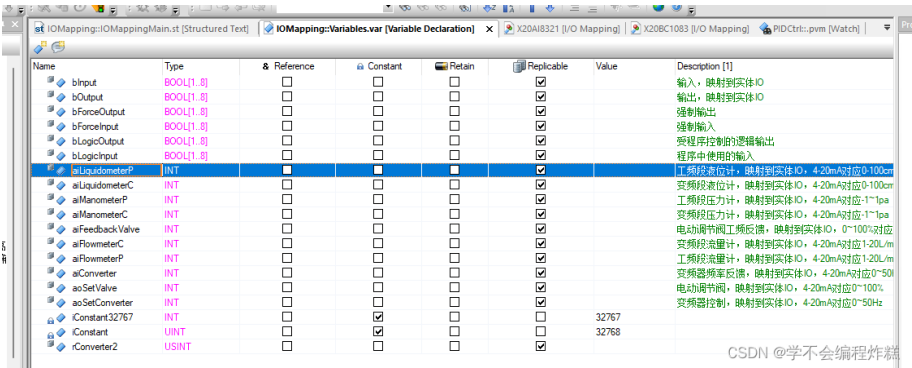 IOMapping::IOMappingMain.st [Structured Text] IOMapping::Variables.var [Variable Declaration] X20AI8321 [I/O Mapping] X20BC1083 [I/O Mapping] PIDCtrl::.pvm [Watch]
Name Type & Reference Constant Retain Replicable Value Description [1]
bInput BOOL[1..8] 输入，映射到实体IO
bOutput BOOL[1..8] 输出，映射到实体IO
bForceOutput BOOL[1..8] 强制输出
bForceInput BOOL[1..8] 强制输入
bLogicOutput BOOL[1..8] 受程序控制的逻辑输出
bLogicInput BOOL[1..8] 程序中使用的输入
aiLiquidometerP INT 工频段液位计，映射到实体IO，4-20mA对应0-100cm
aiLiquidometerC INT 变频段液位计，映射到实体IO，4-20mA对应0-100cm
aiManometerP INT 工频段压力计，映射到实体IO，4-20mA对应-1~1pa
aiManometerC INT 变频段压力计，映射到实体IO，4-20mA对应-1~1pa
aiFeedbackValve INT 电动调节阀工频反馈，映射到实体IO，0~100%对应
aiFlowmeterC INT 变频段流量计，映射到实体IO，4-20mA对应1-20L/m
aiFlowmeterP INT 工频段流量计，映射到实体IO，4-20mA对应1-20L/m
aiConverter INT 变频器频率反馈，映射到实体IO，4-20mA对应0~50H
aoSetValve INT 电动调节阀，映射到实体IO，4-20mA对应0~100%
aoSetConverter INT 变频器控制，映射到实体IO，4-20mA对应0~50Hz
iConstant32767 INT 32767
iConstant UINT 32768
rConverter2 USINT
CSDN @学不会编程炸糕